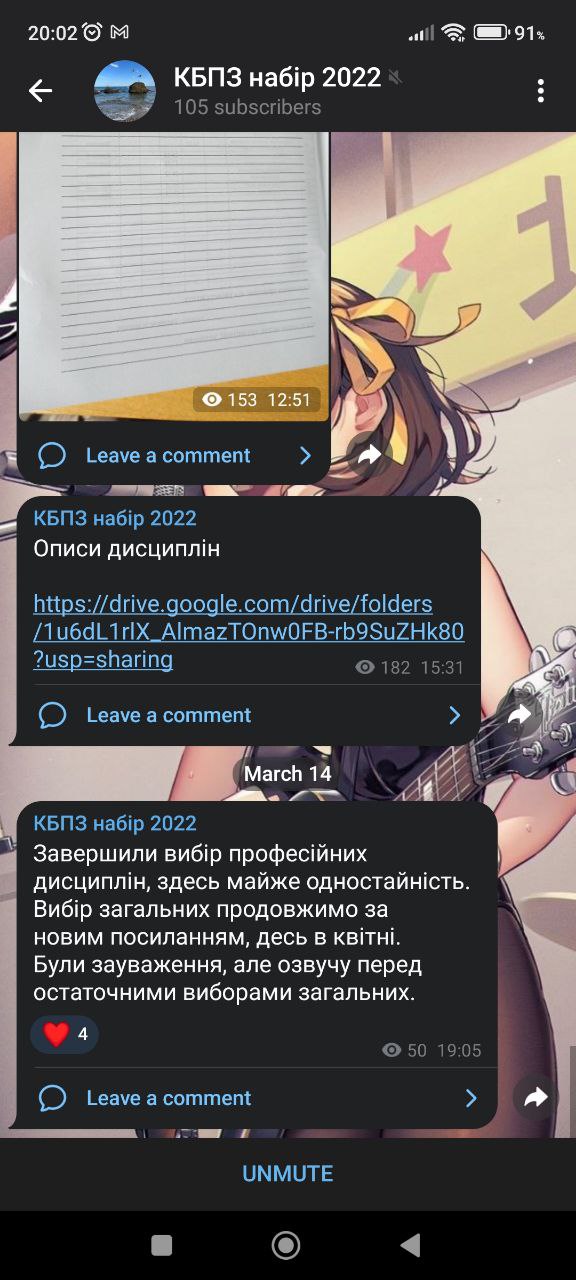 20:02
91%
КБПЗ набір 2022
105 subscribers
153 12:51
Leave a comment
КБПЗ набір 2022
Описи дисциплін
https://drive.google.com/drive/folders
/1u6dL1rlX_AlmazTOnw0FB-rb9SuZHk80
?usp=sharing
182 15:31
Leave a comment
March 14
КБПЗ набір 2022
Завершили вибір професійних
дисциплін, здесь майже одностайність.
Вибір загальних продовжимо за
новим посиланням, десь в квітні.
Були зауваження, але озвучу перед
остаточними виборами загальних.
4
50 19:05
Leave a comment
UNMUTE